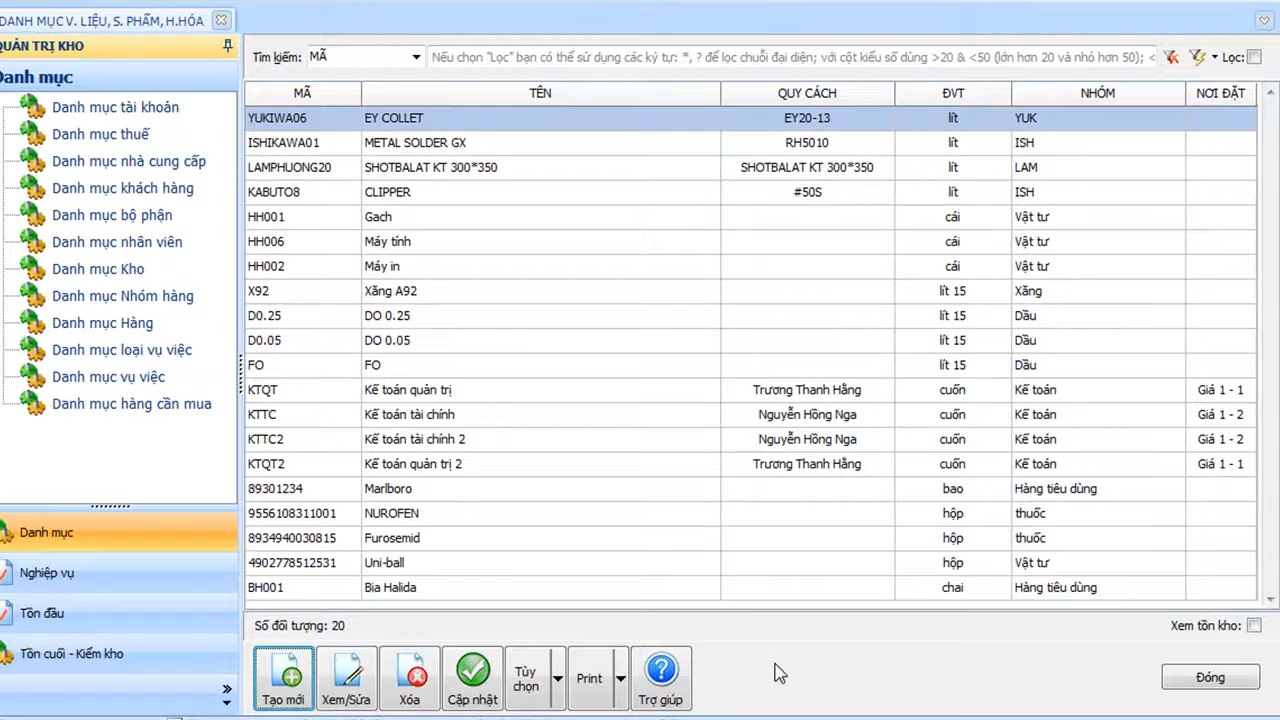 DANH MỤC V. LIỆU, S. PHẨM, H.HÓA
QUẢN TRỊ KHO
Danh mục
Danh mục tài khoản
Danh mục thuế
Danh mục nhà cung cấp
Danh mục khách hàng
Danh mục bộ phận
Danh mục nhân viên
Danh mục Kho
Danh mục Nhóm hàng
Danh mục Hàng
Danh mục loại vụ việc
Danh mục vụ việc
Danh mục hàng cần mua
Danh mục
Nghiệp vụ
Tồn đầu
Tồn cuối - Kiểm kho
Tìm kiếm: MÃ Nếu chọn "Lọc" bạn có thể sử dụng các ký tự: *, ? để lọc chuỗi đại diện; với cột kiểu số dùng >20 & <50 (lớn hơn 20 và nhỏ hơn 50); < Lọc:
MÃ TÊN QUY CÁCH ĐVT NHÓM NƠI ĐẶT
YUKIWA06 EY COLLET EY20-13 lít YUK
ISHIKAWA01 METAL SOLDER GX RH5010 lít ISH
LAMPHUONG20 SHOTBALAT KT 300*350 SHOTBALAT KT 300*350 lít LAM
KABUTO8 CLIPPER #50S lít ISH
HH001 Gach cái Vật tư
HH006 Máy tính cái Vật tư
HH002 Máy in cái Vật tư
X92 Xăng A92 lít 15 Xăng
D0.25 DO 0.25 lít 15 Dầu
D0.05 DO 0.05 lít 15 Dầu
FO FO lít 15 Dầu
KTQT Kế toán quản trị Trương Thanh Hằng cuốn Kế toán Giá 1 - 1
KTTC Kế toán tài chính Nguyễn Hồng Nga cuốn Kế toán Giá 1 - 2
KTTC2 Kế toán tài chính 2 Nguyễn Hồng Nga cuốn Kế toán Giá 1 - 2
KTQT2 Kế toán quản trị 2 Trương Thanh Hằng cuốn Kế toán Giá 1 - 1
89301234 Marlboro bao Hàng tiêu dùng
9556108311001 NUROFEN hộp thuốc
8934940030815 Furosemid hộp thuốc
4902778512531 Uni-ball hộp Vật tư
BH001 Bia Halida chai Hàng tiêu dùng
Số đối tượng: 20 Xem tồn kho:
Tạo mới Xem/Sửa Xóa Cập nhật Tùy chọn Print Trợ giúp Đóng